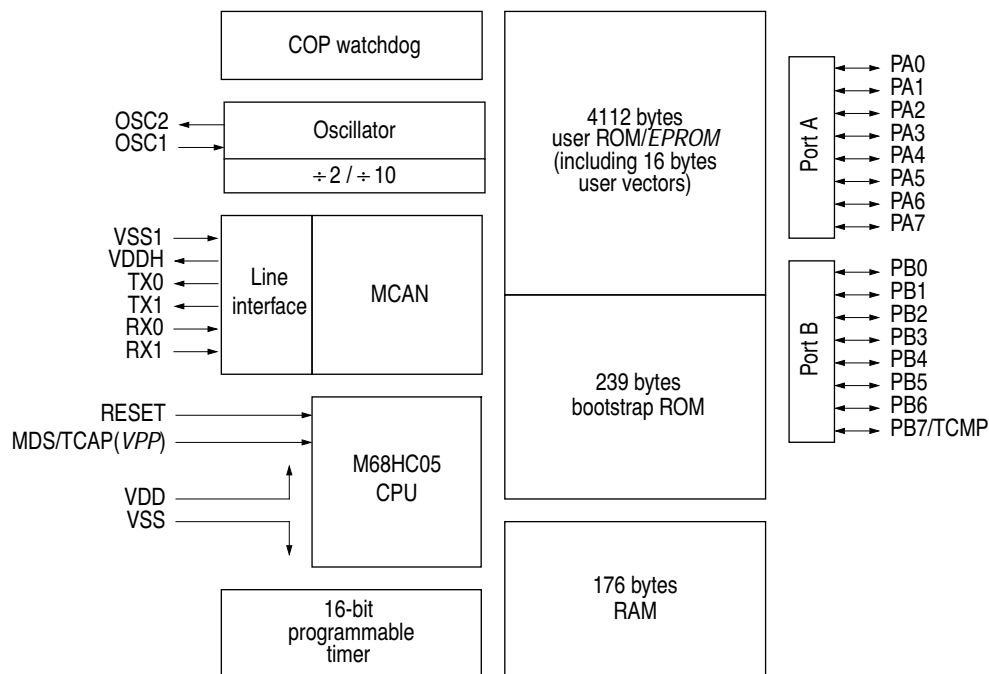 COP watchdog
OSC2
OSC1
Oscillator
÷2 / ÷10
VSS1
VDDH
TX0
TX1
RX0
RX1
Line
interface
MCAN
RESET
MDS/TCAP(VPP)
VDD
VSS
M68HC05
CPU
16-bit
programmable
timer
4112 bytes
user ROM/EPROM
(including 16 bytes
user vectors)
239 bytes
bootstrap ROM
176 bytes
RAM
Port A
PA0
PA1
PA2
PA3
PA4
PA5
PA6
PA7
Port B
PB0
PB1
PB2
PB3
PB4
PB5
PB6
PB7/TCMP